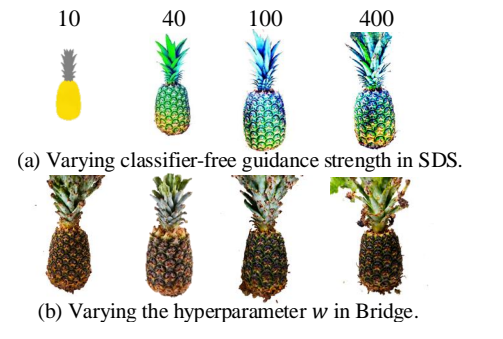 10 40 100 400
(a) Varying classifier-free guidance strength in SDS.
(b) Varying the hyperparameter w in Bridge.